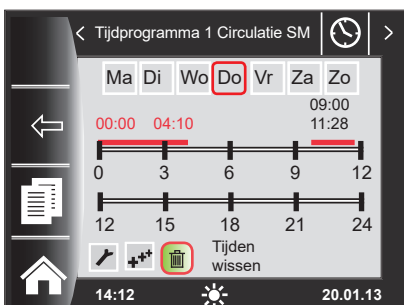 Tijdprogramma 1 Circulatie SM
Ma Di Wo Do Vr Za Zo
09:00
00:00 04:10 11:28
0 3 6 9 12
12 15 18 21 24
Tijden
wissen
14:12 20.01.13